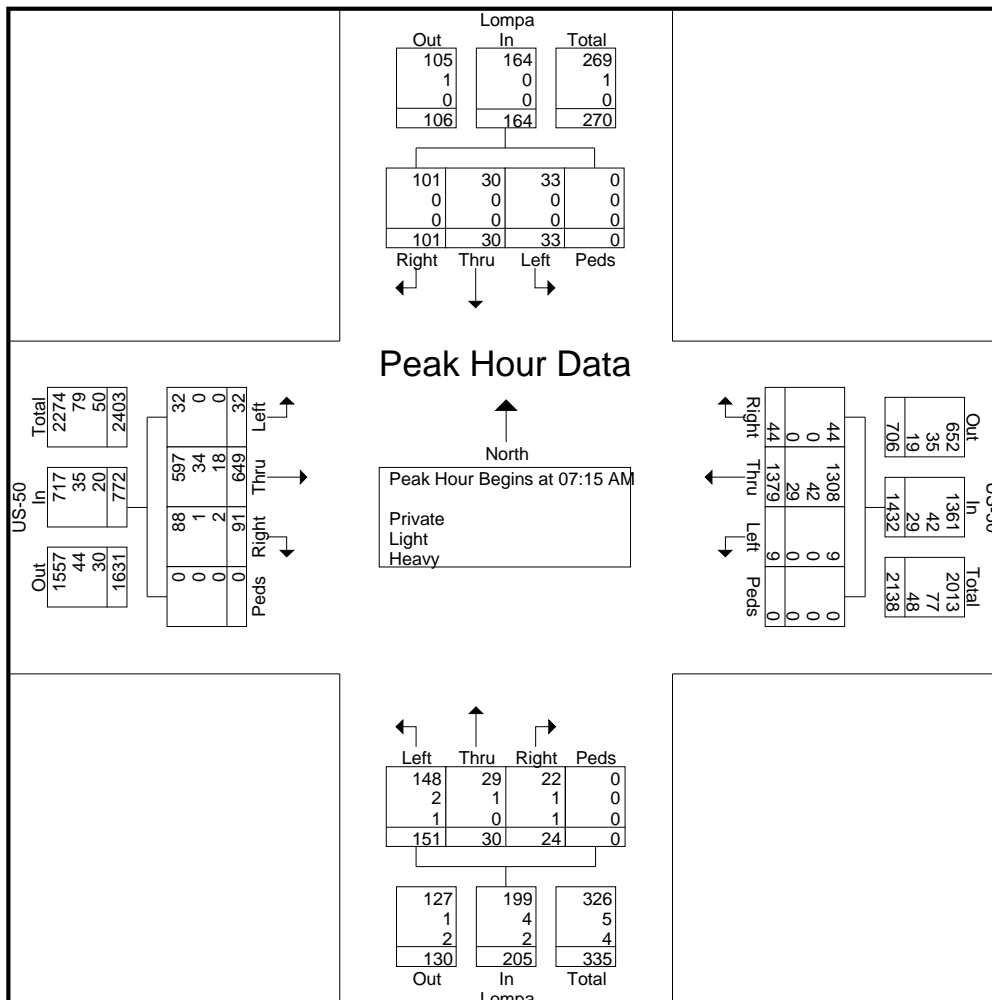 Lompa
Out In Total
105 164 269
1 0 1
0 0 0
106 164 270
101 30 33 0
0 0 0 0
0 0 0 0
101 30 33 0
Right Thru Left Peds
Peak Hour Data
North
Peak Hour Begins at 07:15 AM
Private
Light
Heavy
US-50
Total
2274
79
50
2403
In
717
35
20
772
Out
1557
44
30
1631
Left
32
0
0
32
Thru
597
34
18
649
Right
88
1
2
91
Peds
0
0
0
0
Right
44
0
0
44
Thru
1308
42
29
1379
Left
9
0
0
9
Peds
0
0
0
0
Out
652
35
19
706
In
1361
42
29
1432
Total
2013
77
48
2138
US-50
Left Thru Right Peds
148 29 22 0
2 1 1 0
1 0 1 0
151 30 24 0
127 199 326
1 4 5
2 2 4
130 205 335
Out In Total
Lompa